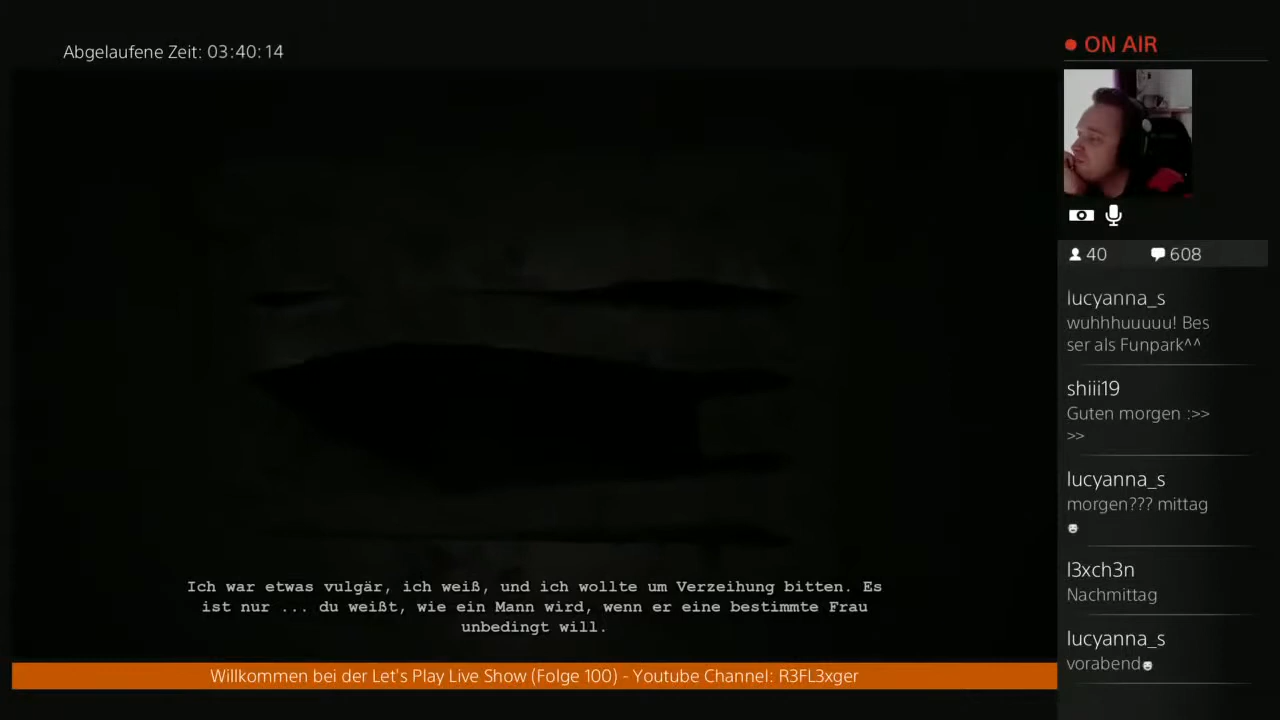 Abgelaufene Zeit: 03:40:14
ON AIR
40
608
lucyanna_s
wuhhhuuuuu! Bes
ser als Funpark^^
shiii19
Guten morgen :>>
>>
lucyanna_s
morgen??? mittag
l3xch3n
Nachmittag
lucyanna_s
vorabend
Ich war etwas vulgär, ich weiß, und ich wollte um Verzeihung bitten. Es
ist nur ... du weißt, wie ein Mann wird, wenn er eine bestimmte Frau
unbedingt will.
Willkommen bei der Let's Play Live Show (Folge 100) - Youtube Channel: R3FL3xger